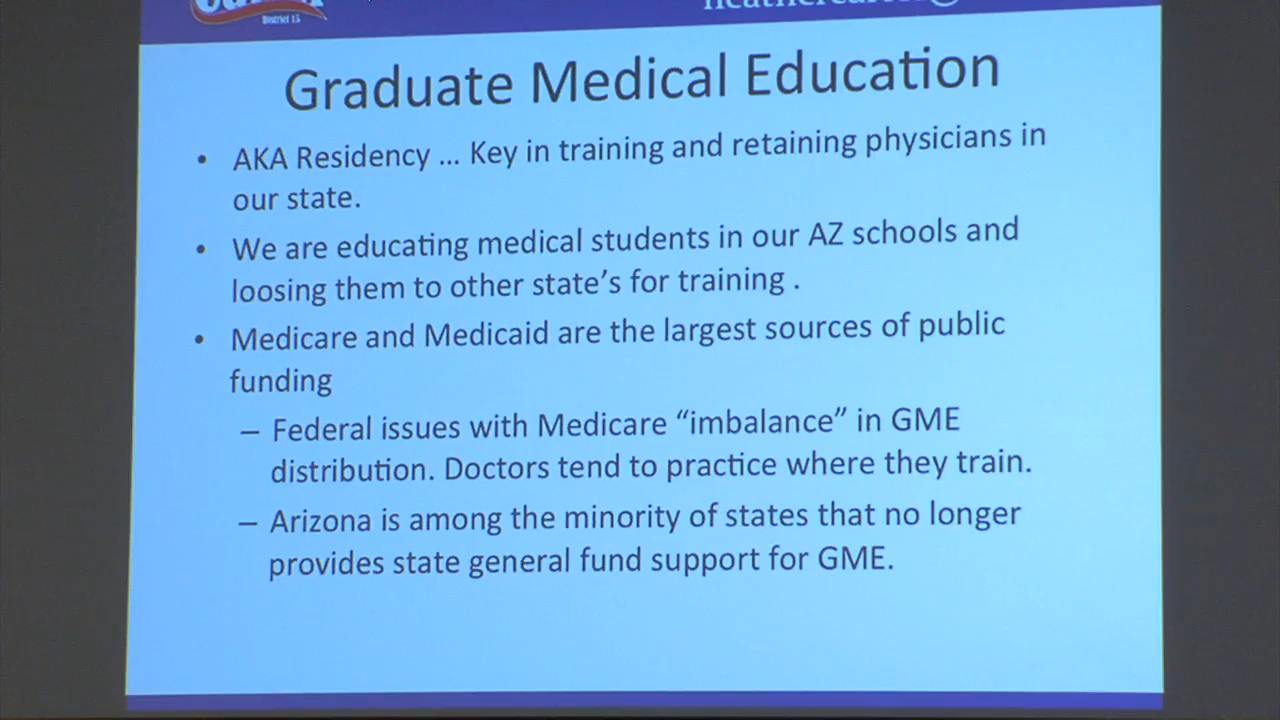 District 15
Graduate Medical Education
• AKA Residency ... Key in training and retaining physicians in
our state.
• We are educating medical students in our AZ schools and
loosing them to other state's for training .
• Medicare and Medicaid are the largest sources of public
funding
– Federal issues with Medicare “imbalance” in GME
distribution. Doctors tend to practice where they train.
– Arizona is among the minority of states that no longer
provides state general fund support for GME.